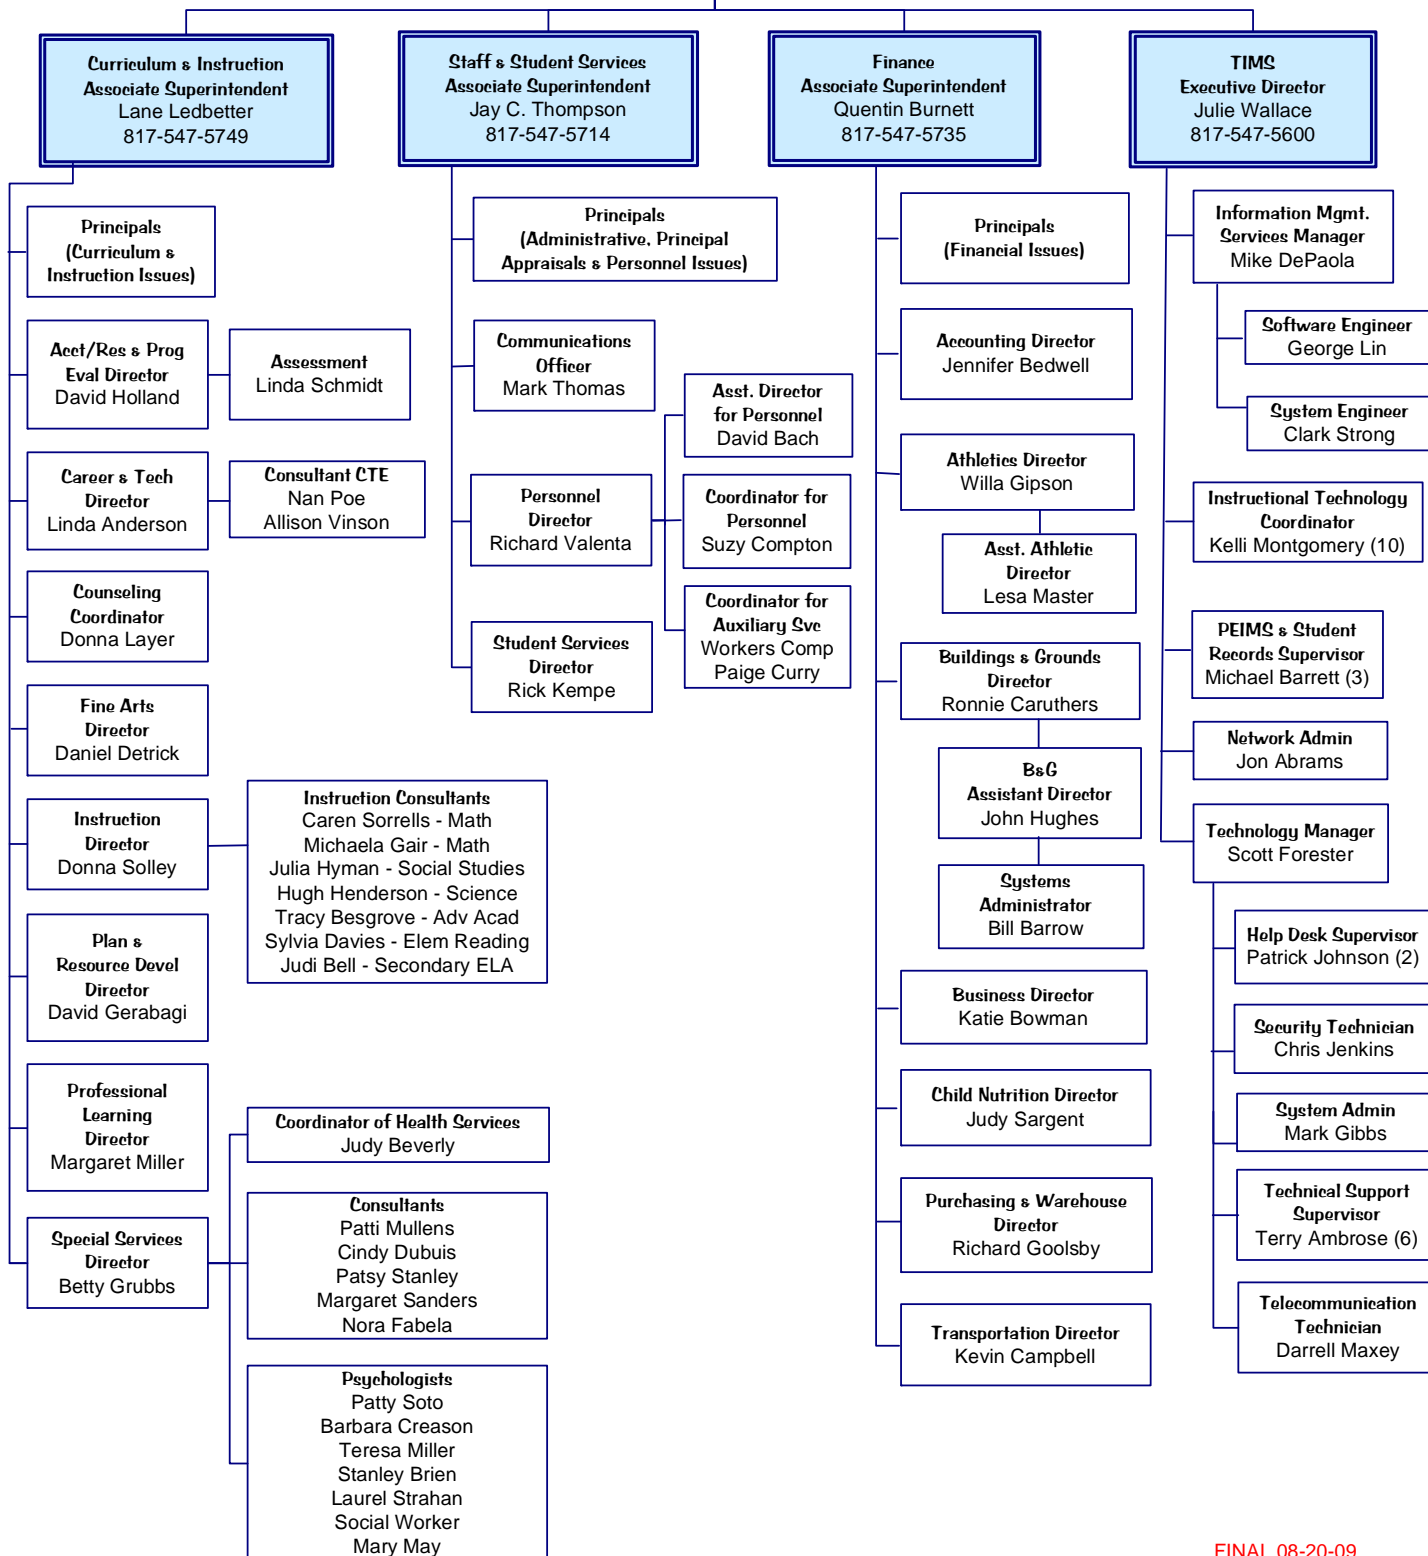 Curriculum & Instruction
Associate Superintendent
Lane Ledbetter
817-547-5749
Staff & Student Services
Associate Superintendent
Jay C. Thompson
817-547-5714
Finance
Associate Superintendent
Quentin Burnett
817-547-5735
TIMS
Executive Director
Julie Wallace
817-547-5600
Principals
(Curriculum &
Instruction Issues)
Acct/Res & Prog
Eval Director
David Holland
Assessment
Linda Schmidt
Career & Tech
Director
Linda Anderson
Consultant CTE
Nan Poe
Allison Vinson
Counseling
Coordinator
Donna Layer
Fine Arts
Director
Daniel Detrick
Instruction
Director
Donna Solley
Instruction Consultants
Caren Sorrells - Math
Michaela Gair - Math
Julia Hyman - Social Studies
Hugh Henderson - Science
Tracy Besgrove - Adv Acad
Sylvia Davies - Elem Reading
Judi Bell - Secondary ELA
Plan &
Resource Devel
Director
David Gerabagi
Professional
Learning
Director
Margaret Miller
Special Services
Director
Betty Grubbs
Coordinator of Health Services
Judy Beverly
Consultants
Patti Mullens
Cindy Dubuis
Patsy Stanley
Margaret Sanders
Nora Fabela
Psychologists
Patty Soto
Barbara Creason
Teresa Miller
Stanley Brien
Laurel Strahan
Social Worker
Mary May
Principals
(Administrative, Principal
Appraisals & Personnel Issues)
Communications
Officer
Mark Thomas
Personnel
Director
Richard Valenta
Asst. Director
for Personnel
David Bach
Coordinator for
Personnel
Suzy Compton
Coordinator for
Auxiliary Svc
Workers Comp
Paige Curry
Student Services
Director
Rick Kempe
Principals
(Financial Issues)
Accounting Director
Jennifer Bedwell
Athletics Director
Willa Gipson
Asst. Athletic
Director
Lesa Master
Buildings & Grounds
Director
Ronnie Caruthers
B&G
Assistant Director
John Hughes
Systems
Administrator
Bill Barrow
Business Director
Katie Bowman
Child Nutrition Director
Judy Sargent
Purchasing & Warehouse
Director
Richard Goolsby
Transportation Director
Kevin Campbell
Information Mgmt.
Services Manager
Mike DePaola
Software Engineer
George Lin
System Engineer
Clark Strong
Instructional Technology
Coordinator
Kelli Montgomery (10)
PEIMS & Student
Records Supervisor
Michael Barrett (3)
Network Admin
Jon Abrams
Technology Manager
Scott Forester
Help Desk Supervisor
Patrick Johnson (2)
Security Technician
Chris Jenkins
System Admin
Mark Gibbs
Technical Support
Supervisor
Terry Ambrose (6)
Telecommunication
Technician
Darrell Maxey
FINAL 08-20-09